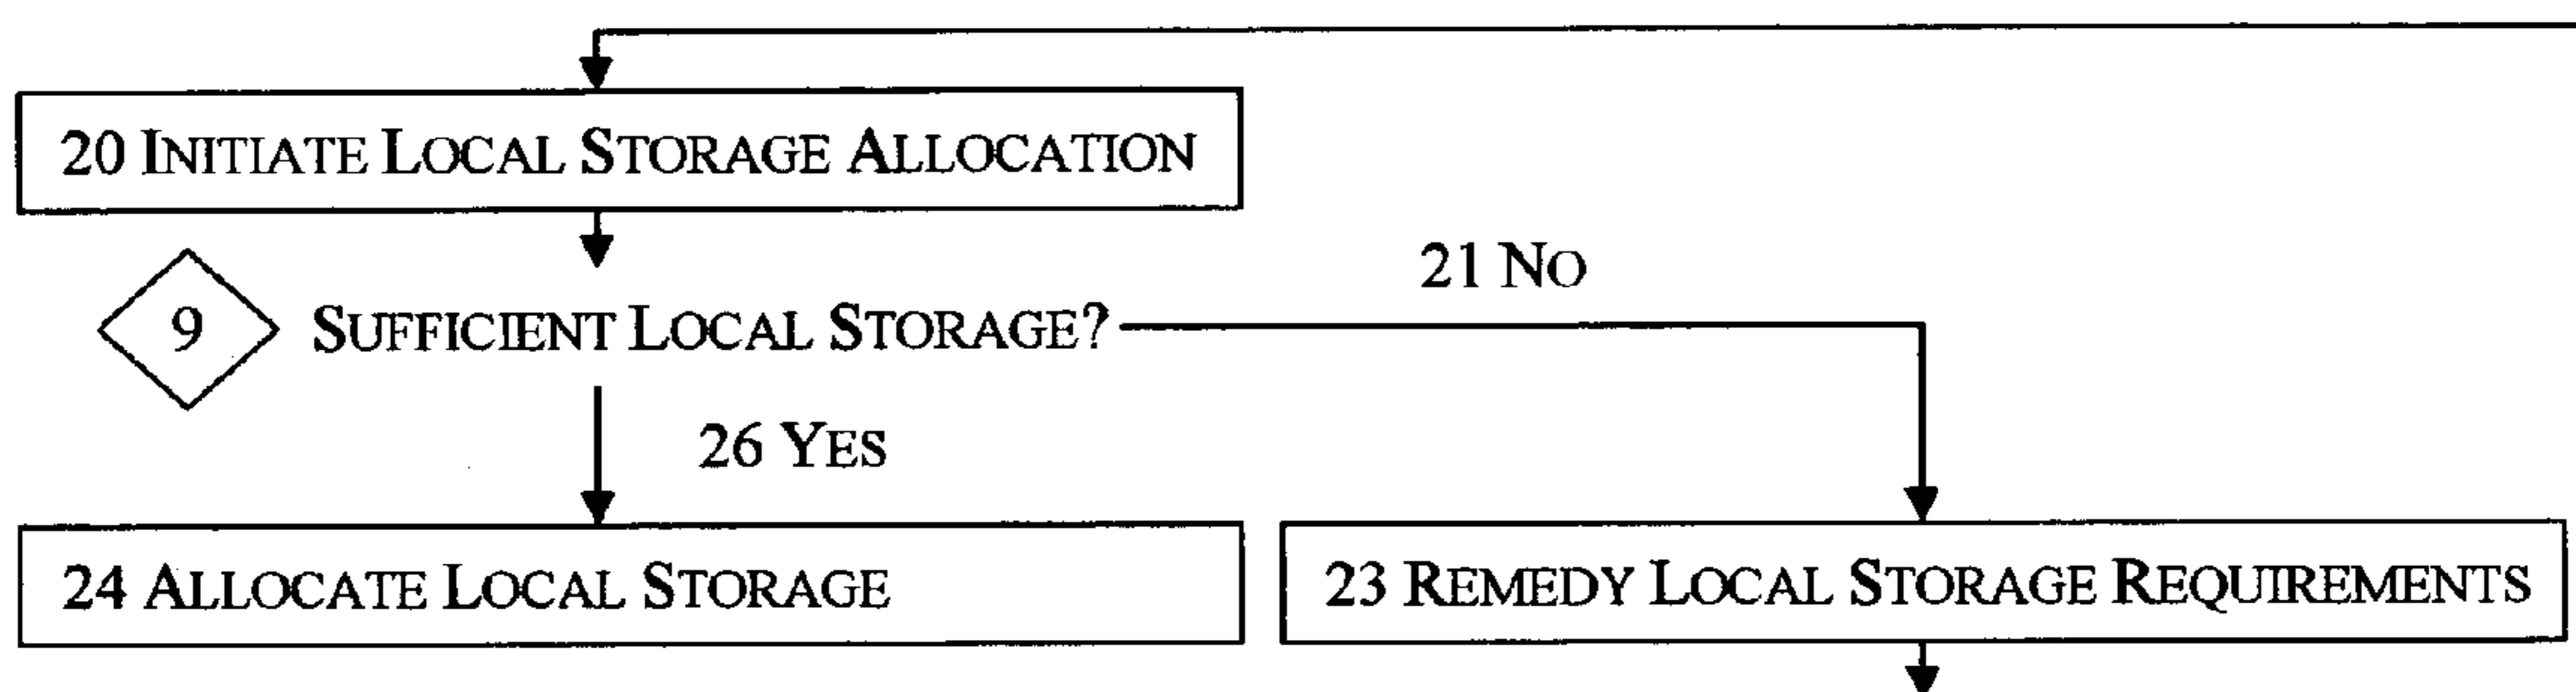 20 INITIATE LOCAL STORAGE ALLOCATION
21 NO
9 SUFFICIENT LOCAL STORAGE?
26 YES
24 ALLOCATE LOCAL STORAGE
23 REMEDY LOCAL STORAGE REQUIREMENTS